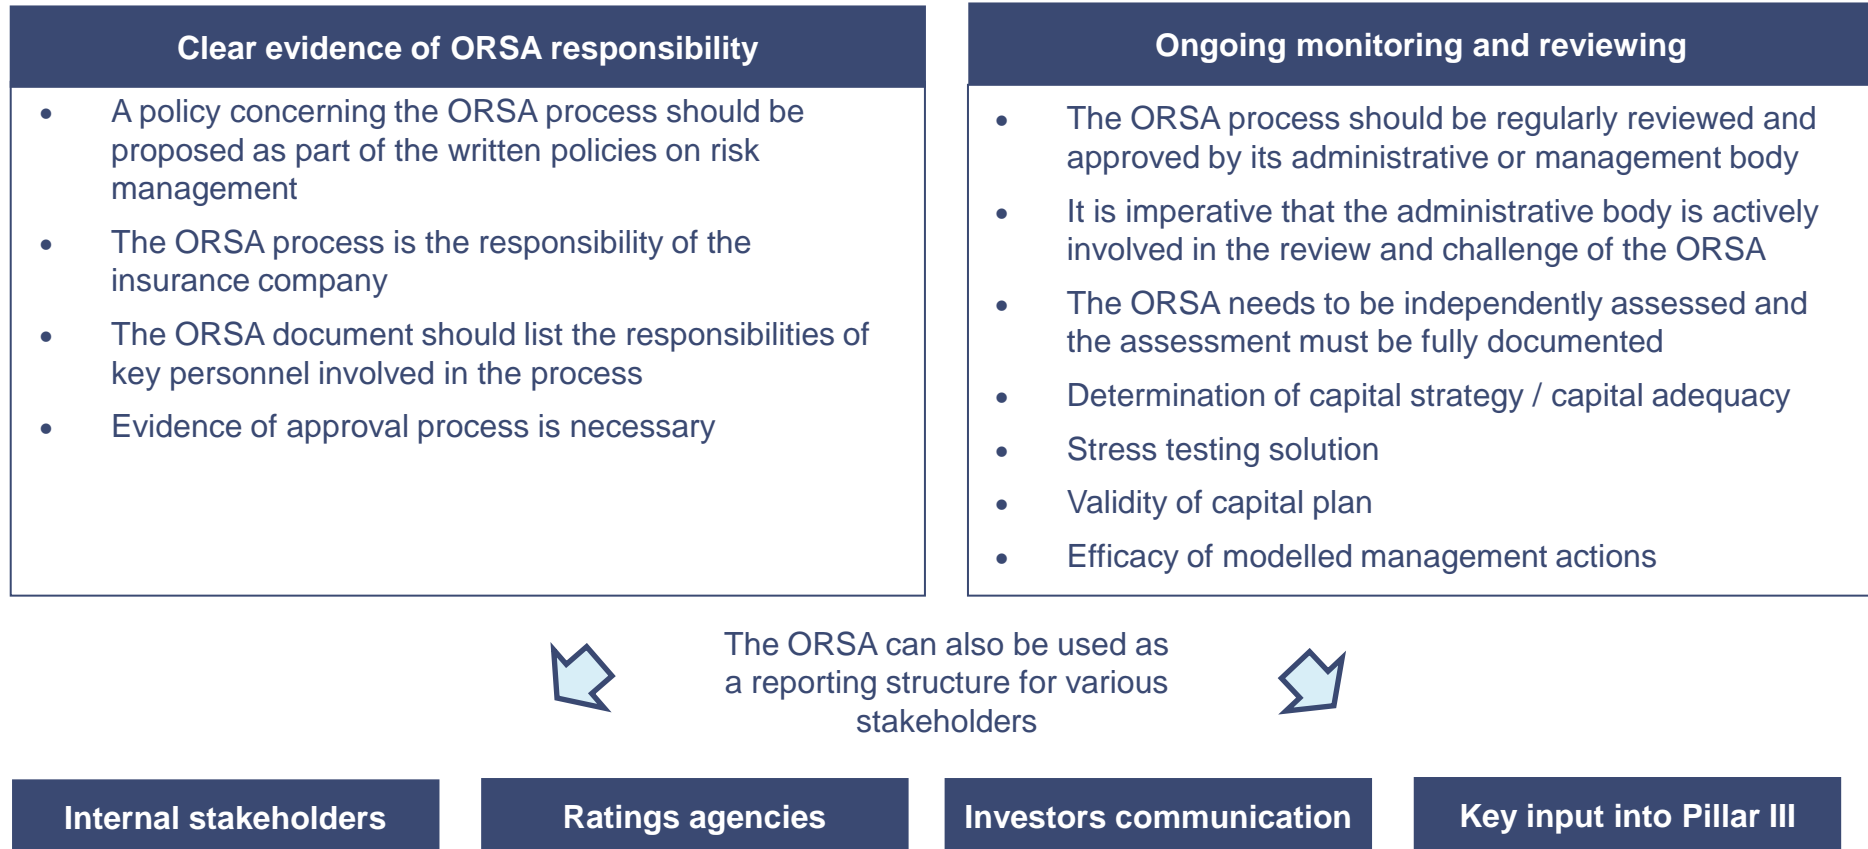 Clear evidence of ORSA responsibility
• A policy concerning the ORSA process should be
proposed as part of the written policies on risk
management
• The ORSA process is the responsibility of the
insurance company
• The ORSA document should list the responsibilities of
key personnel involved in the process
• Evidence of approval process is necessary
Ongoing monitoring and reviewing
• The ORSA process should be regularly reviewed and
approved by its administrative or management body
• It is imperative that the administrative body is actively
involved in the review and challenge of the ORSA
• The ORSA needs to be independently assessed and
the assessment must be fully documented
• Determination of capital strategy / capital adequacy
• Stress testing solution
• Validity of capital plan
• Efficacy of modelled management actions
The ORSA can also be used as
a reporting structure for various
stakeholders
Internal stakeholders
Ratings agencies
Investors communication
Key input into Pillar III